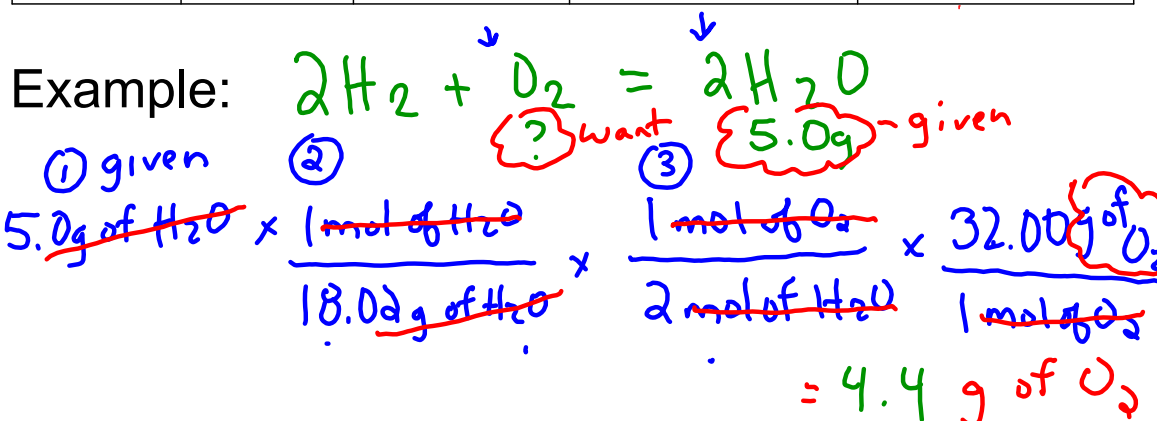 Example: 2H2 + O2 = 2H2O
? want 5.0g - given
① given ② ③
5.0g of H2O x 1 mol of H2O x 1 mol of O2 x 32.00g of O2
18.02g of H2O 2 mol of H2O 1 mol of O2
= 4.4 g of O2